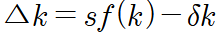 △k = sf(k) − δk